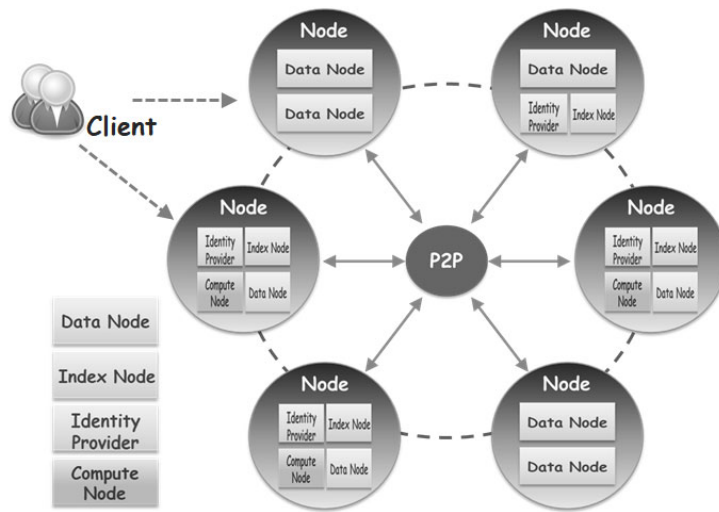 Node
Data Node
Data Node
Node
Data Node
Identity
Provider
Index Node
Client
Node
Identity
Provider
Index Node
Compute
Node
Data Node
P2P
Node
Identity
Provider
Index Node
Compute
Node
Data Node
Data Node
Index Node
Identity
Provider
Compute
Node
Node
Identity
Provider
Index Node
Compute
Node
Data Node
Node
Data Node
Data Node